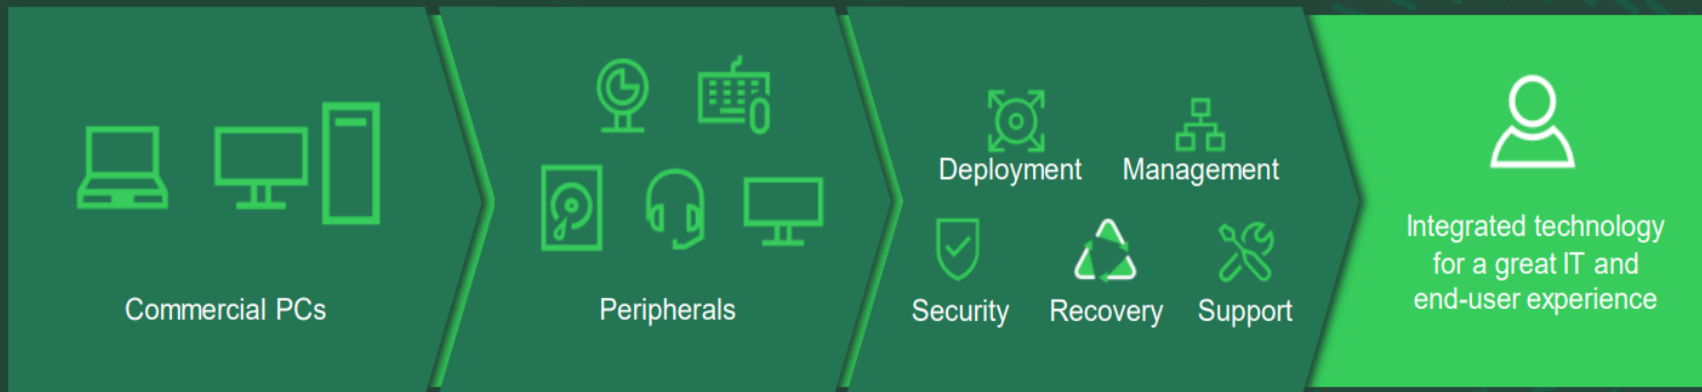 Commercial PCs
Peripherals
Deployment
Management
Security
Recovery
Support
Integrated technology
for a great IT and
end-user experience